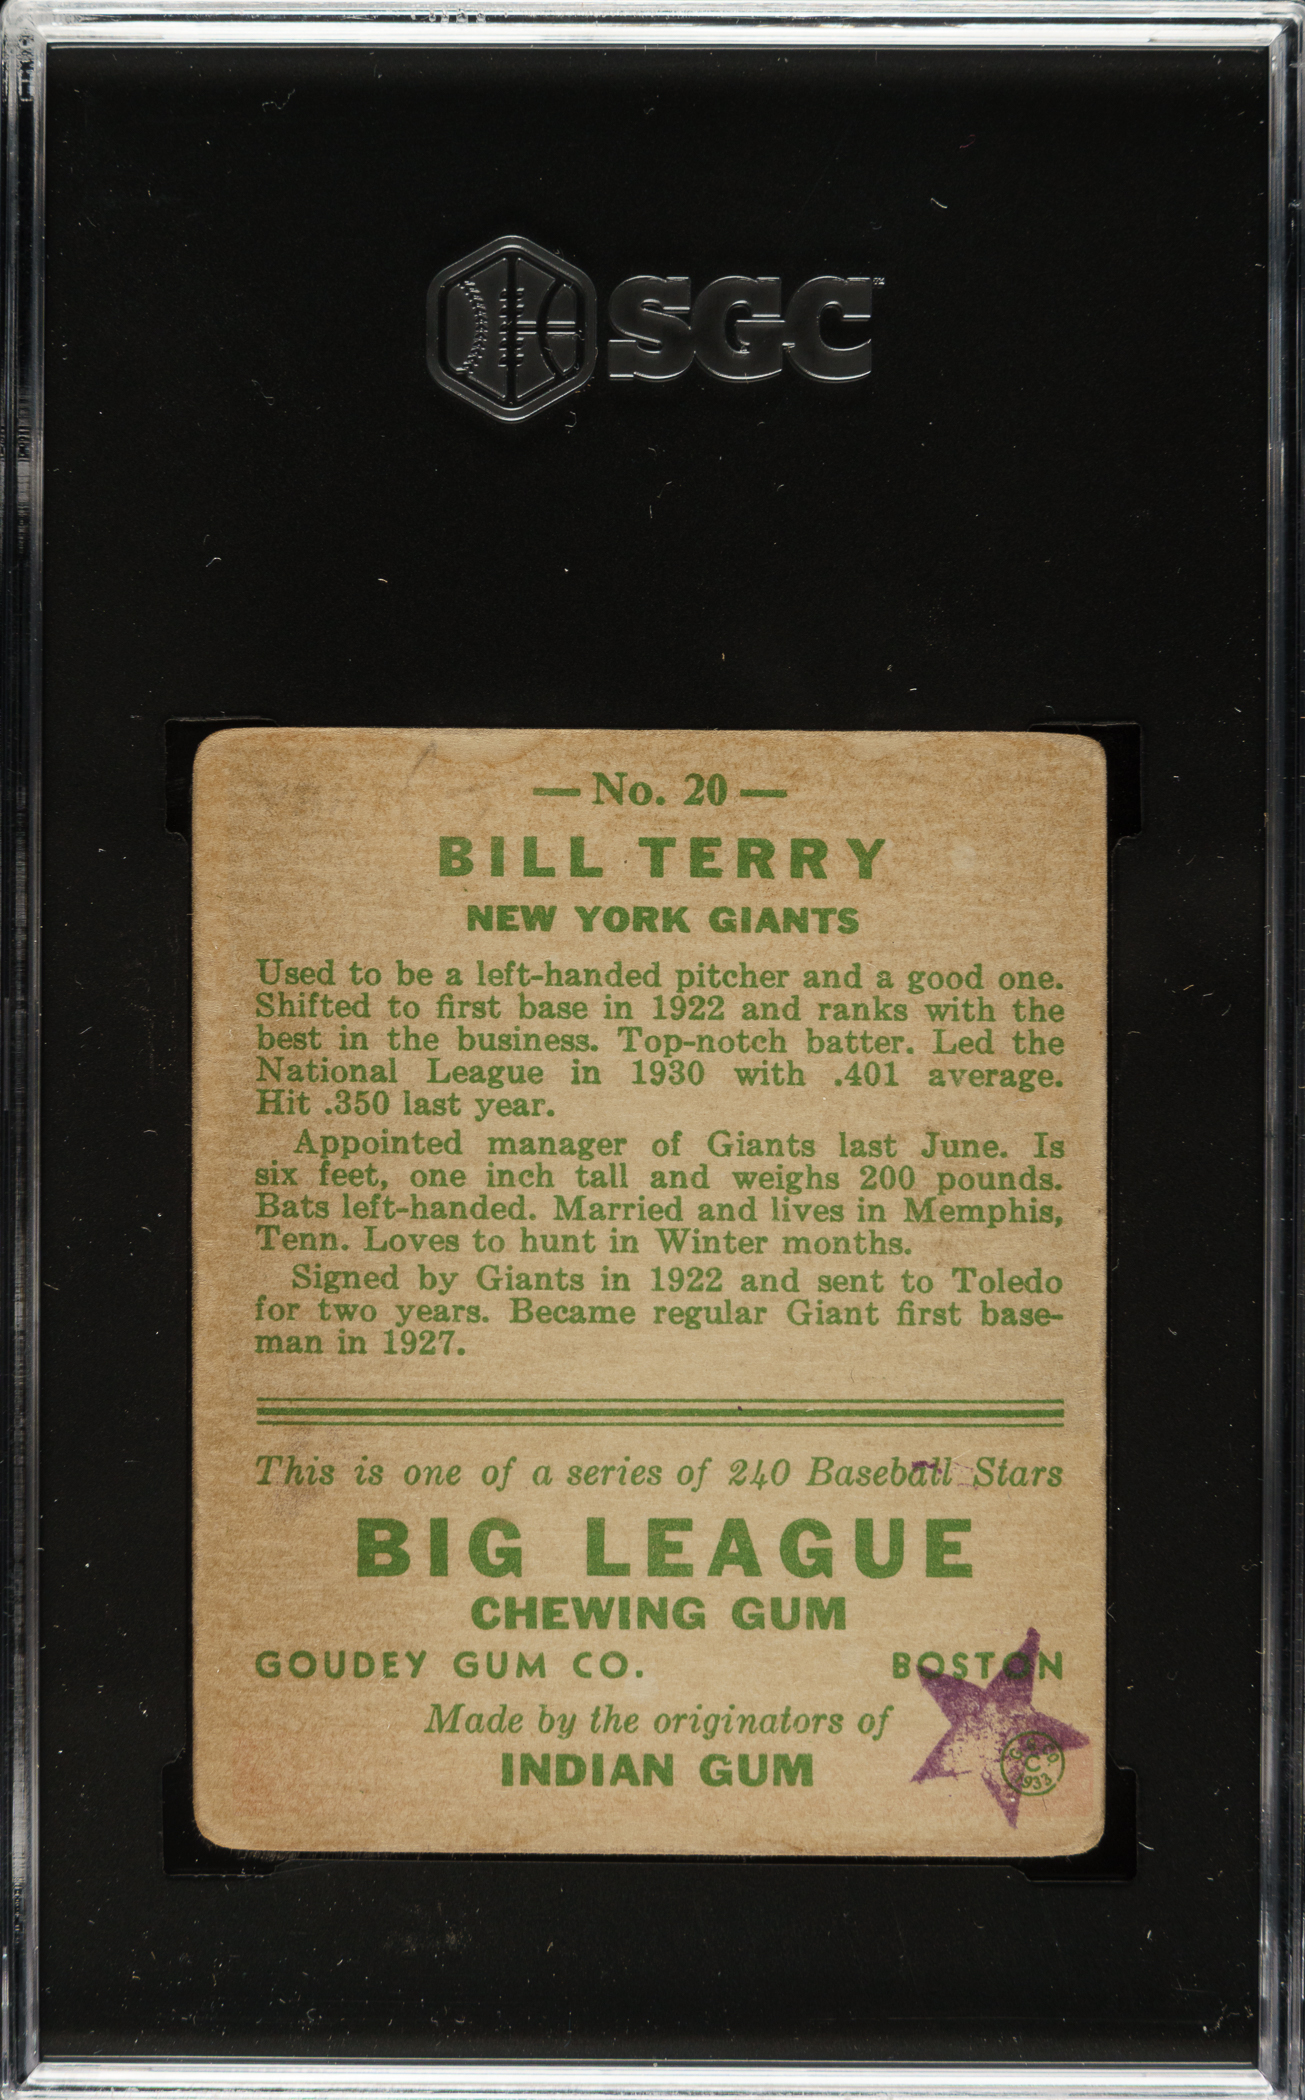 SGC
— No. 20 —
BILL TERRY
NEW YORK GIANTS
Used to be a left-handed pitcher and a good one.
Shifted to first base in 1922 and ranks with the
best in the business. Top-notch batter. Led the
National League in 1930 with .401 average.
Hit .350 last year.
Appointed manager of Giants last June. Is
six feet, one inch tall and weighs 200 pounds.
Bats left-handed. Married and lives in Memphis,
Tenn. Loves to hunt in Winter months.
Signed by Giants in 1922 and sent to Toledo
for two years. Became regular Giant first base-
man in 1927.
This is one of a series of 240 Baseball Stars
BIG LEAGUE
CHEWING GUM
GOUDEY GUM CO. BOSTON
Made by the originators of
INDIAN GUM
C
1933